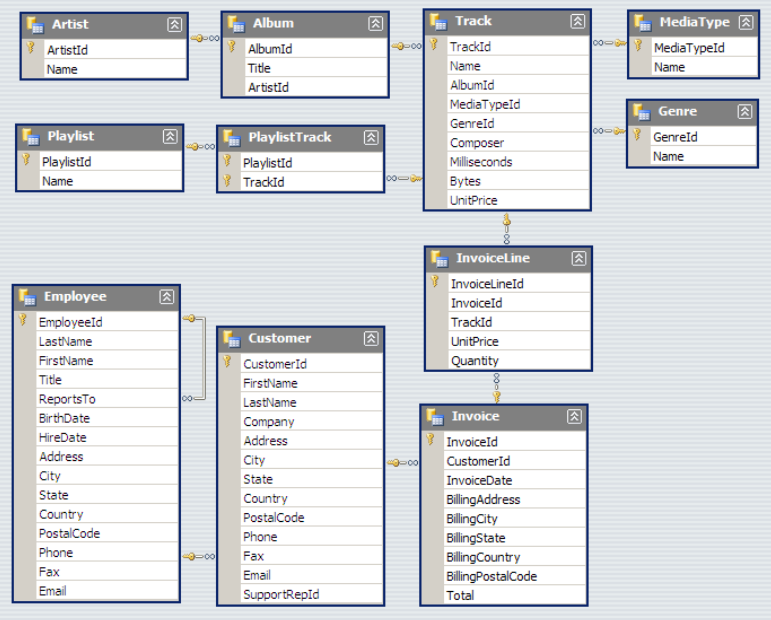 Artist
ArtistId
Name
Album
AlbumId
Title
ArtistId
Track
TrackId
Name
AlbumId
MediaTypeId
GenreId
Composer
Milliseconds
Bytes
UnitPrice
MediaType
MediaTypeId
Name
Genre
GenreId
Name
Playlist
PlaylistId
Name
PlaylistTrack
PlaylistId
TrackId
InvoiceLine
InvoiceLineId
InvoiceId
TrackId
UnitPrice
Quantity
Employee
EmployeeId
LastName
FirstName
Title
ReportsTo
BirthDate
HireDate
Address
City
State
Country
PostalCode
Phone
Fax
Email
Customer
CustomerId
FirstName
LastName
Company
Address
City
State
Country
PostalCode
Phone
Fax
Email
SupportRepId
Invoice
InvoiceId
CustomerId
InvoiceDate
BillingAddress
BillingCity
BillingState
BillingCountry
BillingPostalCode
Total